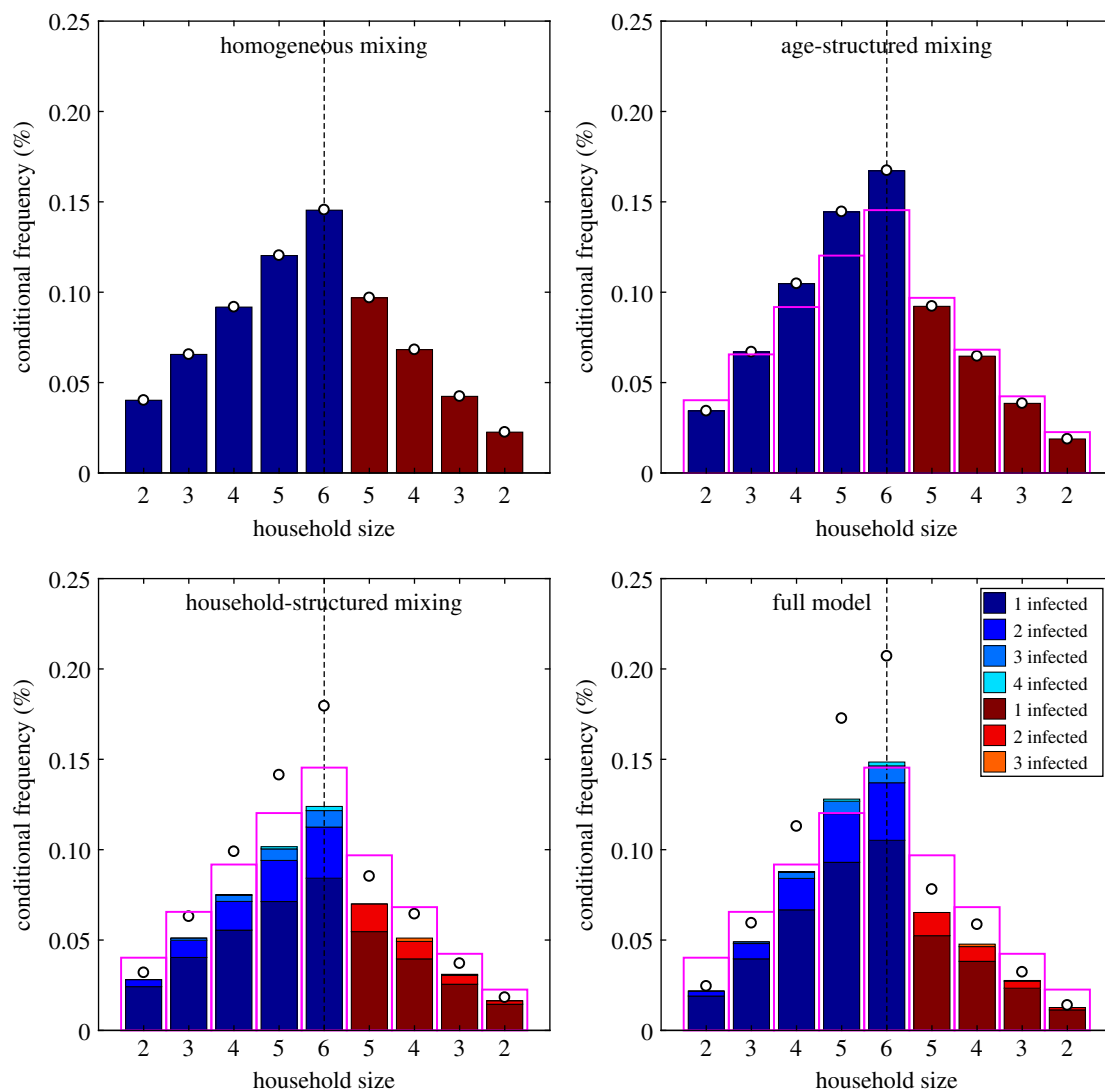 homogeneous mixing
conditional frequency (%)
0.25
0.20
0.15
0.10
0.05
0
2 3 4 5 6 5 4 3 2
household size
age-structured mixing
conditional frequency (%)
0.25
0.20
0.15
0.10
0.05
0
2 3 4 5 6 5 4 3 2
household size
household-structured mixing
conditional frequency (%)
0.25
0.20
0.15
0.10
0.05
0
2 3 4 5 6 5 4 3 2
household size
full model
conditional frequency (%)
0.25
0.20
0.15
0.10
0.05
0
2 3 4 5 6 5 4 3 2
household size
1 infected
2 infected
3 infected
4 infected
1 infected
2 infected
3 infected